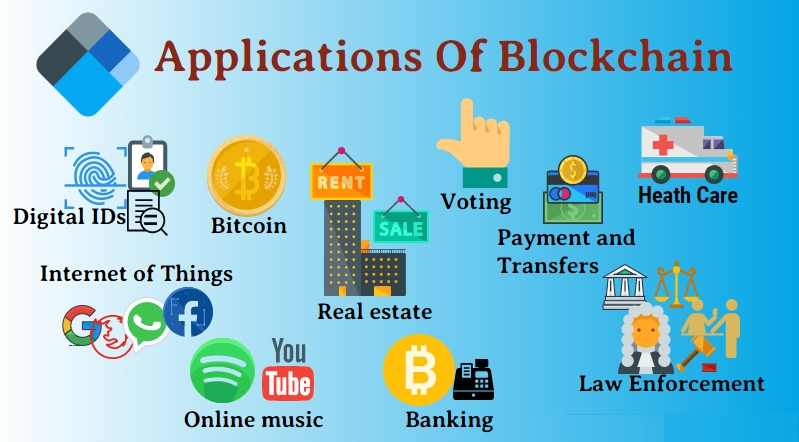 Applications Of Blockchain
RENT
SALE
Voting
Heath Care
Digital IDs
Bitcoin
Payment and
Transfers
Internet of Things
Real estate
You
Tube
Online music
Banking
Law Enforcement